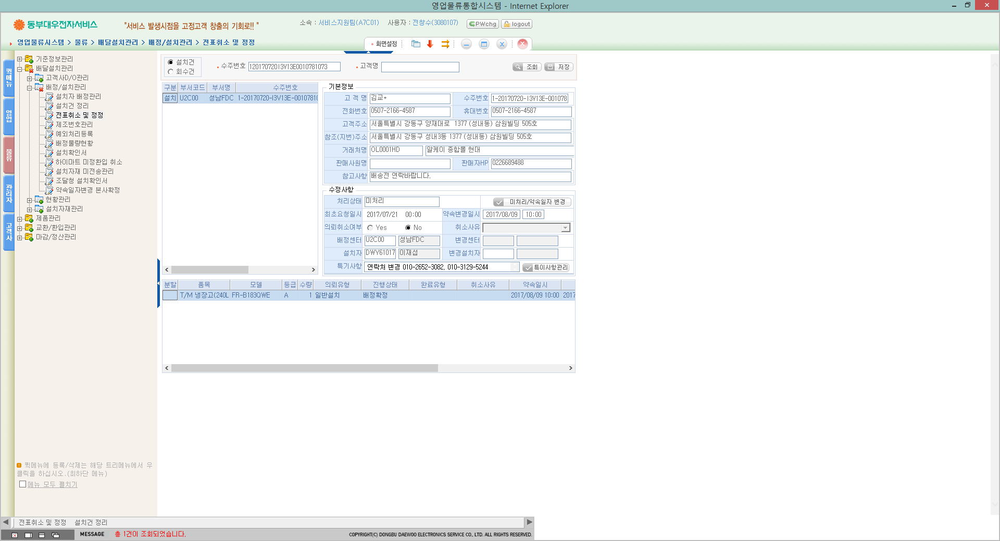 영업물류통합시스템 - Internet Explorer
동부대우전자서비스
"서비스 발생시점을 고정고객 창출의 기회로!! "
소속 : 서비스지원팀(A7C01) 사용자 : 전창수(3080107)
PWchg
logout
영업물류시스템 > 물류 > 배달설치관리 > 배정/설치관리 > 전표취소 및 정정
화면설정
퀵메뉴
영업
물류
관리자
고객사
기준정보관리
배달설치관리
고객사D/O관리
배정/설치관리
설치자 배정관리
설치건 정리
전표취소 및 정정
제조번호관리
예외처리등록
배정물량현황
설치확인서
하이마트 미정환입 취소
설치자재 미전송관리
조달청 설치확인서
약속일자변경 본사확정
현황관리
설치자재관리
제품관리
교환/환입관리
마감/정산관리
퀵메뉴에 등록/삭제는 해당 트리메뉴에서 우
클릭을 하십시오.(최하단 메뉴)
메뉴 모두 펼치기
설치건
회수건
수주번호 12017072013V13E0010781073
고객명
조회
저장
구분 부서코드 부서명 수주번호
설치 U2C00 성남FDC 1-20170720-I3V13E-0010781
기본정보
고 객 명 김교*
수주번호 1-20170720-I3V13E-001078
전화번호 0507-2166-4587
휴대번호 0507-2166-4587
고객주소 서울특별시 강동구 양재대로 1377 (성내동) 삼원빌딩 505호
참조(지번)주소 서울특별시 강동구 성내3동 1377 (성내동) 삼원빌딩 505호
거래처명 OL0001HD 알케이 종합몰 현대
판매사원명
판매자HP 0226689488
참고사항 배송전 연락바랍니다.
수정사항
처리상태 미처리
미처리/약속일자 변경
최초요청일시 2017/07/21 00:00
약속변경일시 2017/08/09 10:00
의뢰취소여부 Yes No
취소사유
배정센터 U2C00 성남FDC
변경센터
설치자 DWY61017 이재섭
변경설치자
특기사항 연락처 변경 010-2652-3082, 010-3129-5244
특이사항관리
분할 품목 모델 등급 수량 의뢰유형 진행상태 완료유형 취소사유 약속일시
T/M 냉장고(240L FR-B183QWE A 1 일반설치 배정확정 2017/08/09 10:00 2017
전표취소 및 정정 설치건 정리
MESSAGE 총 1건이 조회되었습니다.
COPYRIGHT(C) DONGBU DAEWOO ELECTRONICS SERVICE CO., LTD. ALL RIGHTS RESERVED.